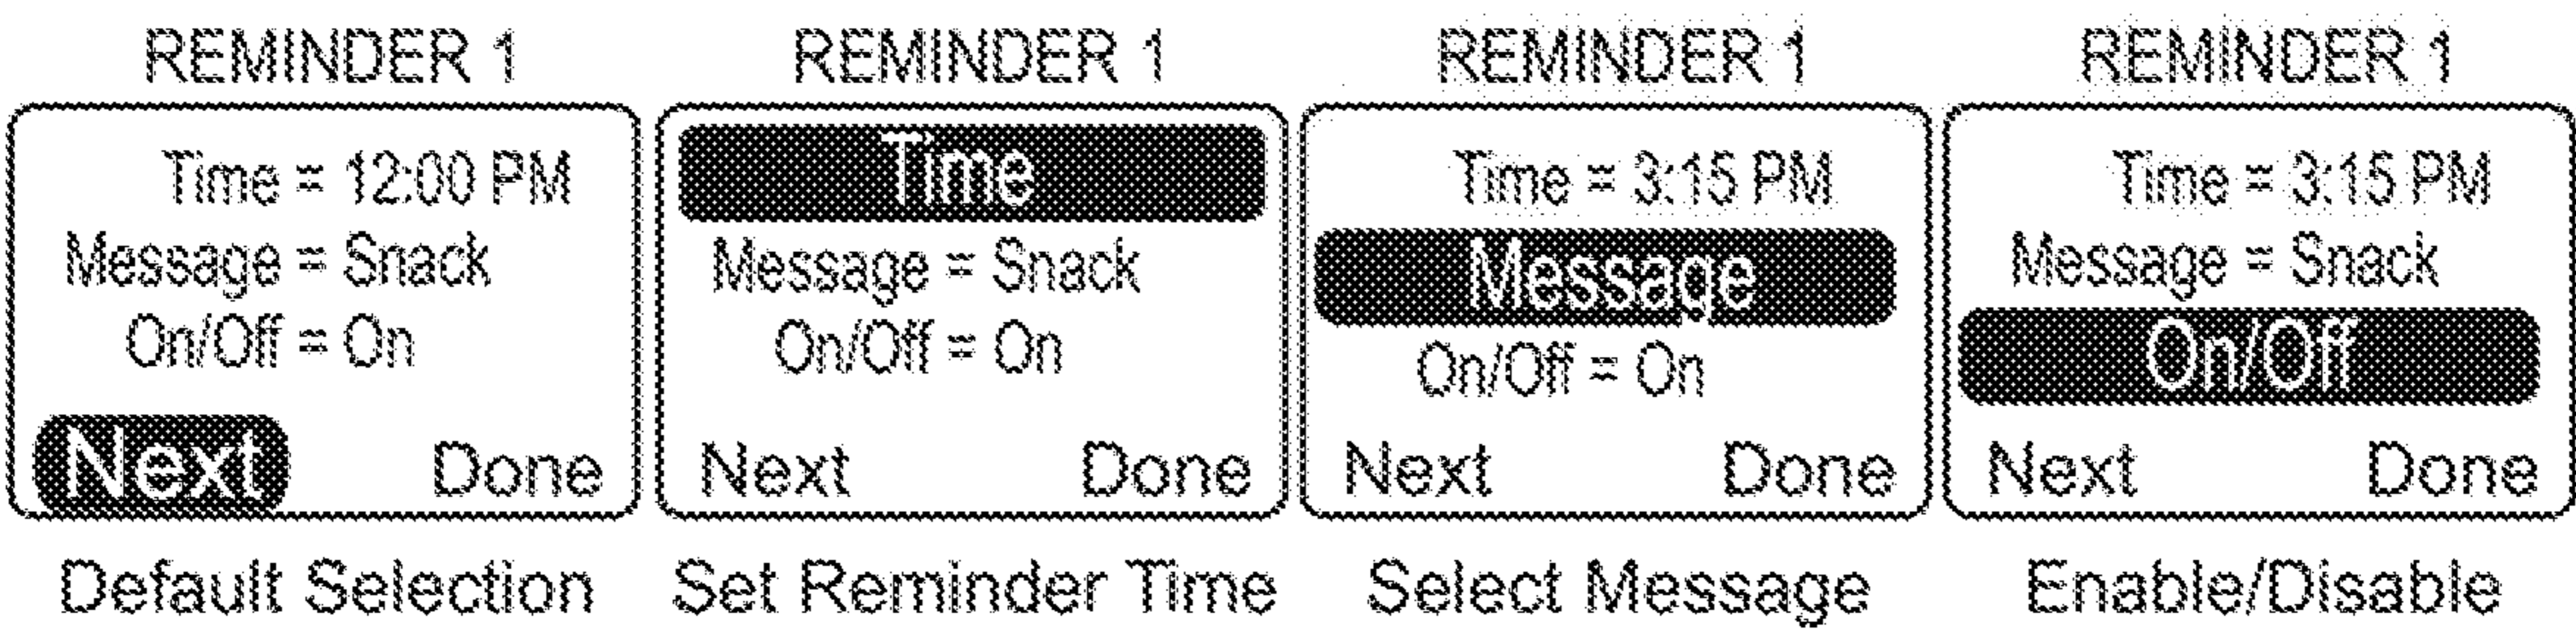 REMINDER 1
Time = 12:00 PM
Message = Snack
On/Off = On
Next Done
Default Selection
REMINDER 1
Time
Message = Snack
On/Off = On
Next Done
Set Reminder Time
REMINDER 1
Time = 3:15 PM
Message
On/Off = On
Next Done
Select Message
REMINDER 1
Time = 3:15 PM
Message = Snack
On/Off
Next Done
Enable/Disable